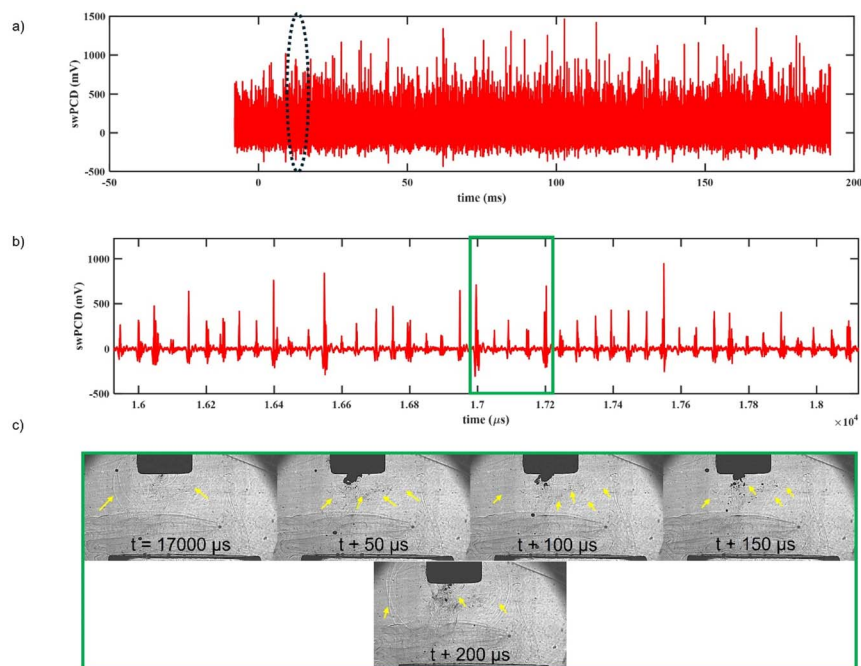 a)
1500
1000
500
0
-500
swPCD (mV)
-50 0 50 100 150 200
time (ms)
b)
1000
500
0
-500
swPCD (mV)
1.6 1.62 1.64 1.66 1.68 1.7 1.72 1.74 1.76 1.78 1.8
time (μs) ×10⁴
c)
t = 17000 μs t + 50 μs t + 100 μs t + 150 μs
t + 200 μs